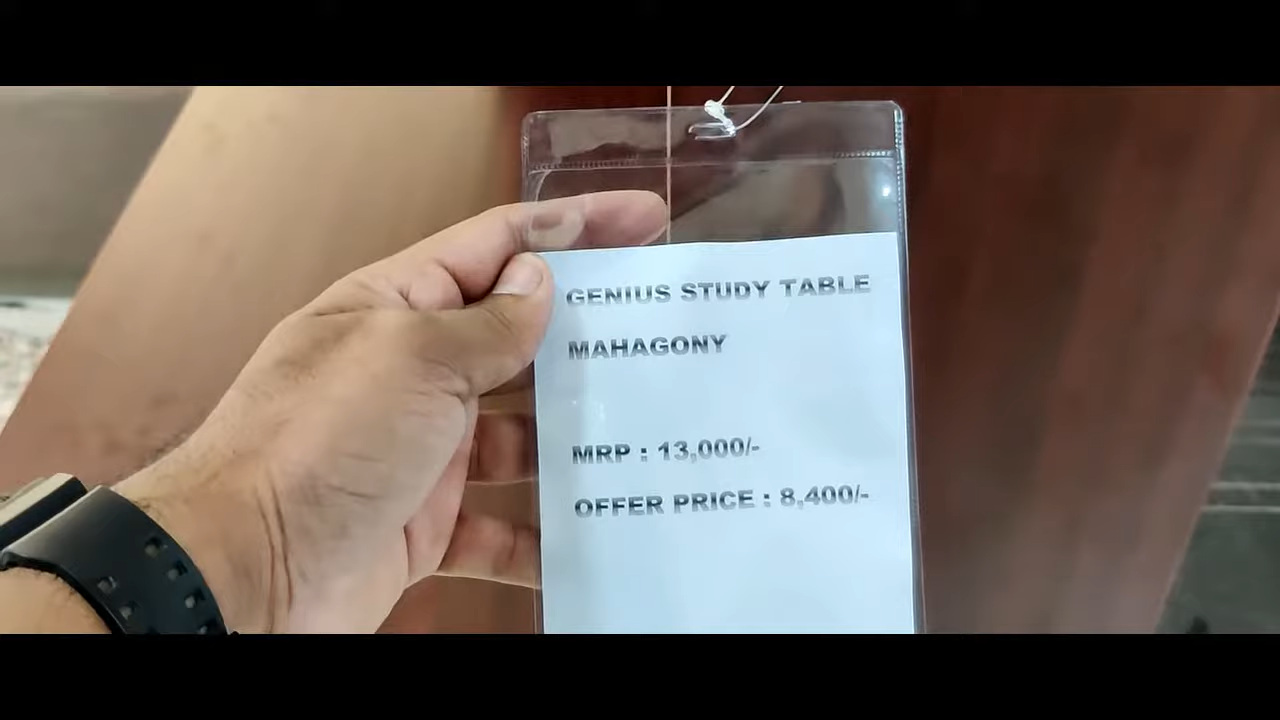 GENIUS STUDY TABLE
MAHAGONY
MRP : 13,000/-
OFFER PRICE : 8,400/-